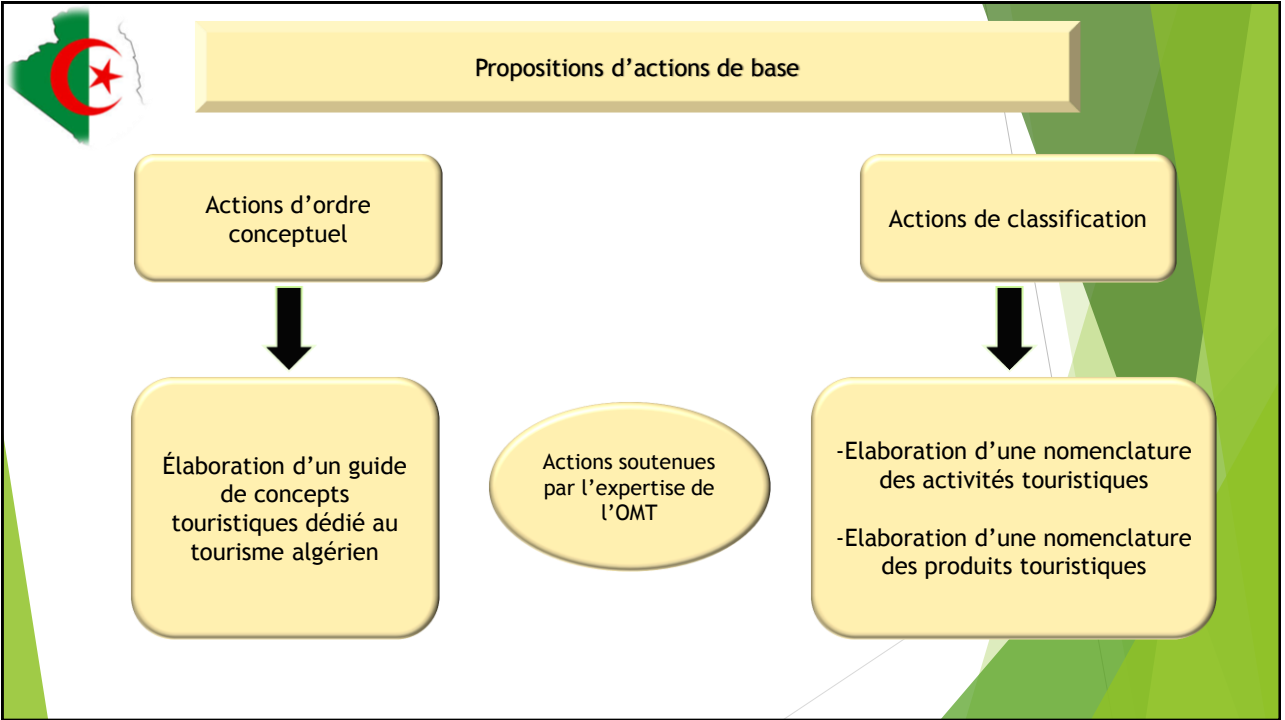 Propositions d’actions de base
Actions d’ordre
conceptuel
Actions de classification
Élaboration d’un guide
de concepts
touristiques dédié au
tourisme algérien
Actions soutenues
par l’expertise de
l’OMT
-Elaboration d’une nomenclature
des activités touristiques
-Elaboration d’une nomenclature
des produits touristiques